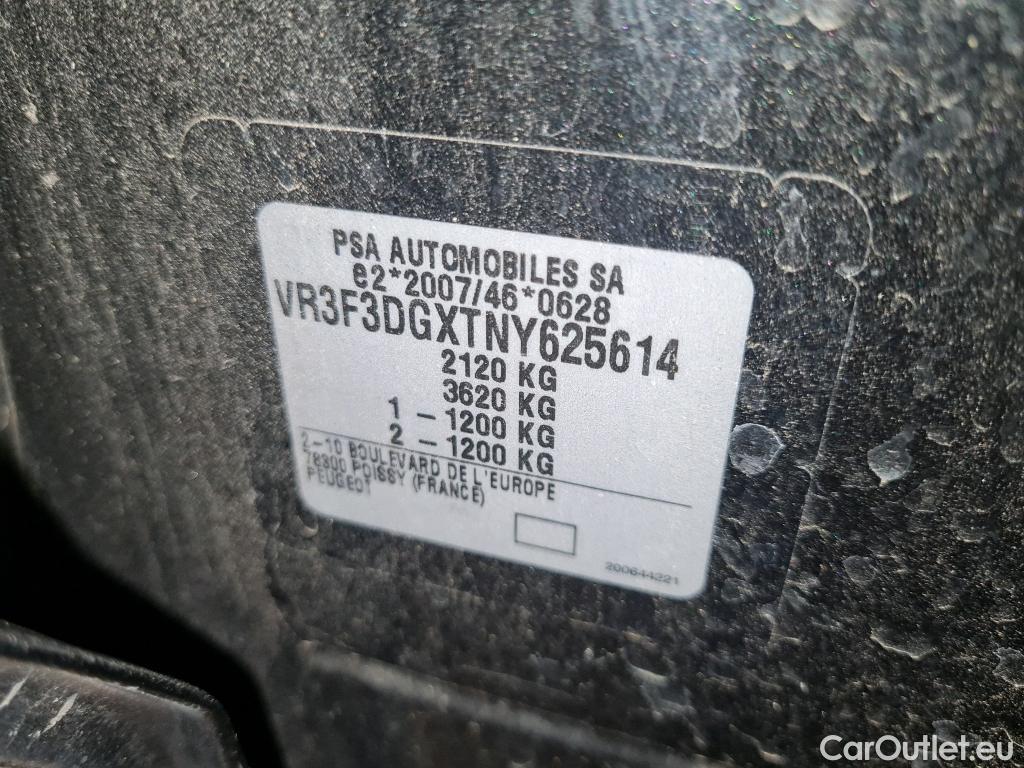 PSA AUTOMOBILES SA
e2*2007/46*0628
VR3F3DGXTNY625614
2120 KG
3620 KG
1 - 1200 KG
2 - 1200 KG
2-10 BOULEVARD DE L'EUROPE
78300 POISSY (FRANCE)
PEUGEOT
200644221
CarOutlet.eu